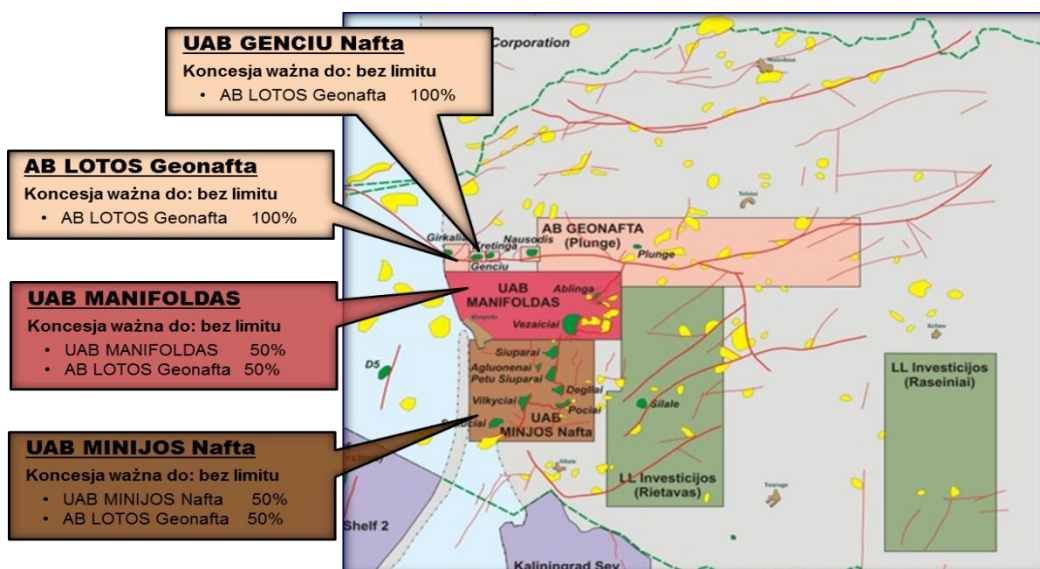 UAB GENCIU Nafta
Koncesja ważna do: bez limitu
• AB LOTOS Geonafta 100%
AB LOTOS Geonafta
Koncesja ważna do: bez limitu
• AB LOTOS Geonafta 100%
UAB MANIFOLDAS
Koncesja ważna do: bez limitu
• UAB MANIFOLDAS 50%
• AB LOTOS Geonafta 50%
UAB MINIJOS Nafta
Koncesja ważna do: bez limitu
• UAB MINIJOS Nafta 50%
• AB LOTOS Geonafta 50%
Corporation
Girkaliai
Kretinga
Nausodis
Genciu
AB GEONAFTA
(Plunge)
Plunge
UAB
MANIFOLDAS
Ablinga
Vezaiciai
Siuparai
Agluonenai
Petu Siuparai
Degliai
Vilkyciai
Pociai
UAB
MINJOS Nafta
D5
Silale
LL Investicijos
(Rietavas)
LL Investicijos
(Raseiniai)
Shelf 2
Kaliningrad Sev